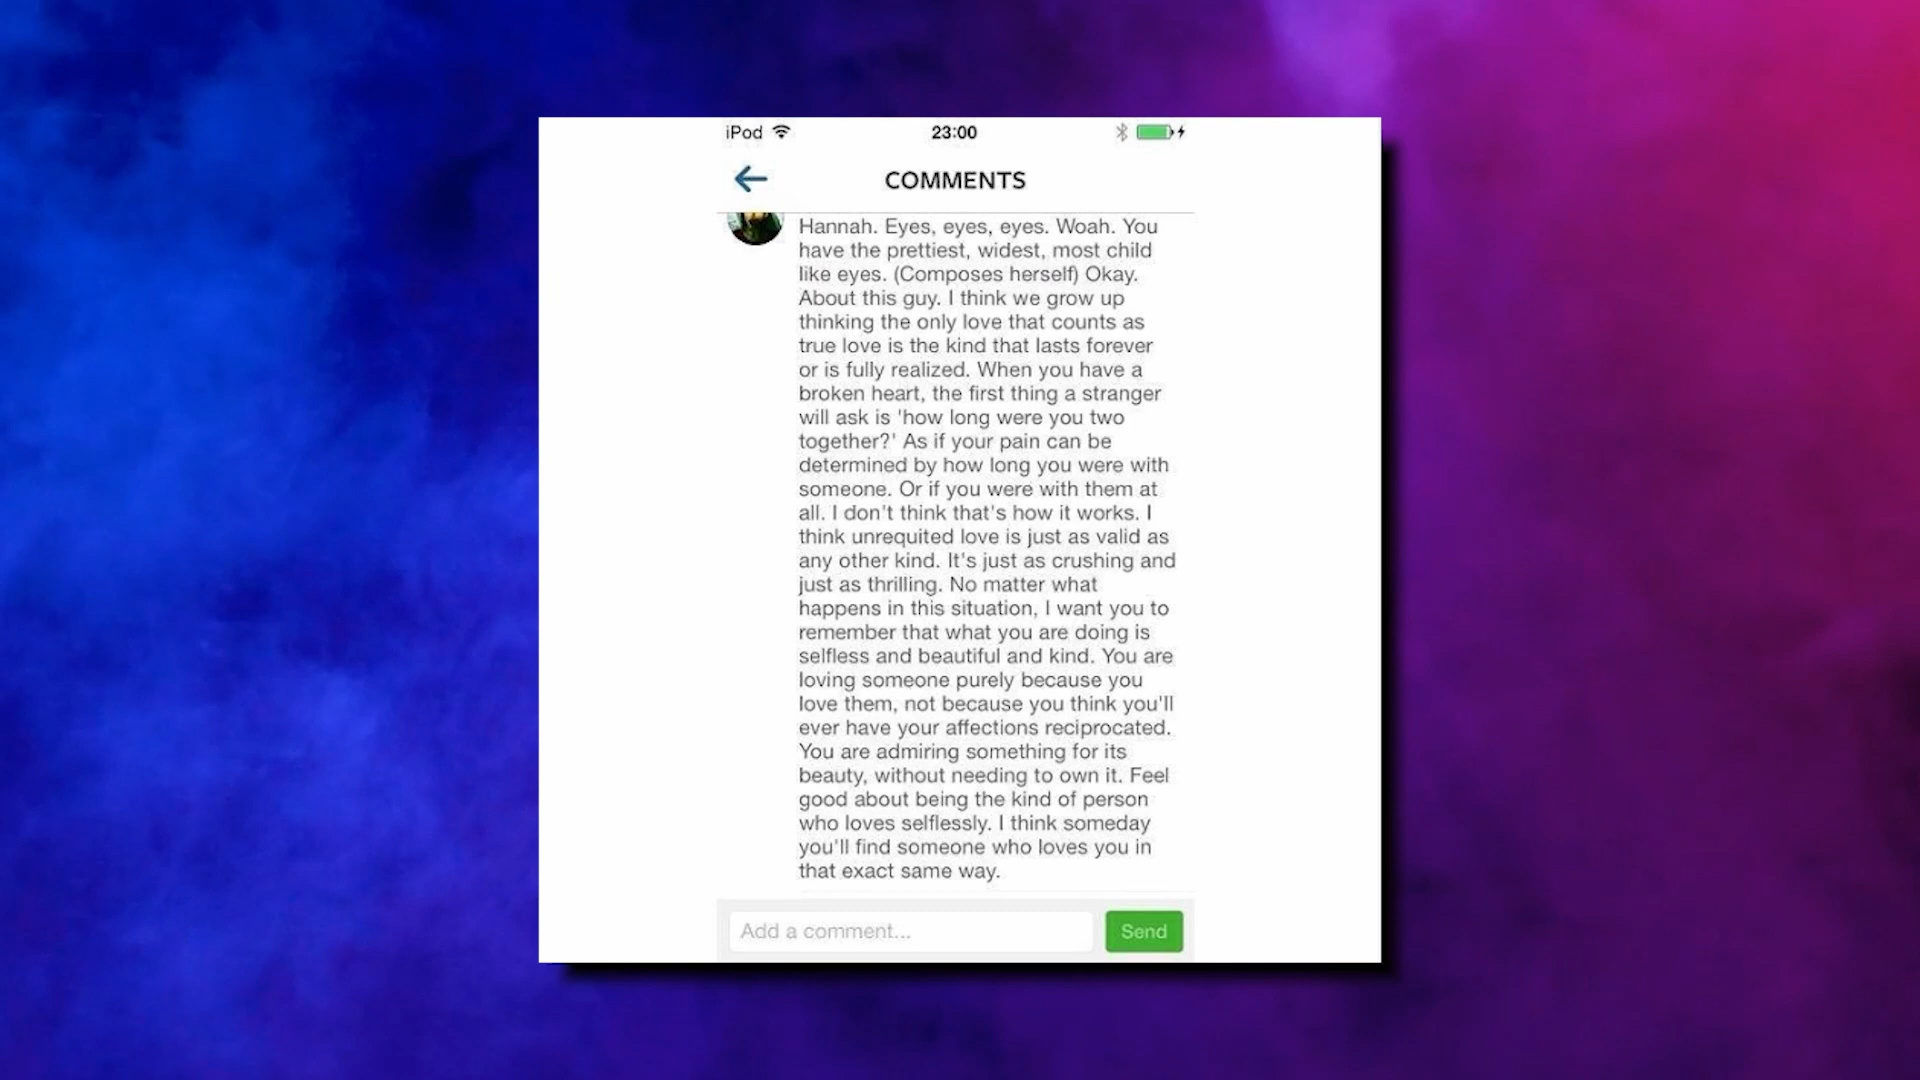 iPod 23:00
COMMENTS
Hannah. Eyes, eyes, eyes. Woah. You
have the prettiest, widest, most child
like eyes. (Composes herself) Okay.
About this guy. I think we grow up
thinking the only love that counts as
true love is the kind that lasts forever
or is fully realized. When you have a
broken heart, the first thing a stranger
will ask is 'how long were you two
together?' As if your pain can be
determined by how long you were with
someone. Or if you were with them at
all. I don't think that's how it works. I
think unrequited love is just as valid as
any other kind. It's just as crushing and
just as thrilling. No matter what
happens in this situation, I want you to
remember that what you are doing is
selfless and beautiful and kind. You are
loving someone purely because you
love them, not because you think you'll
ever have your affections reciprocated.
You are admiring something for its
beauty, without needing to own it. Feel
good about being the kind of person
who loves selflessly. I think someday
you'll find someone who loves you in
that exact same way.
Add a comment... Send